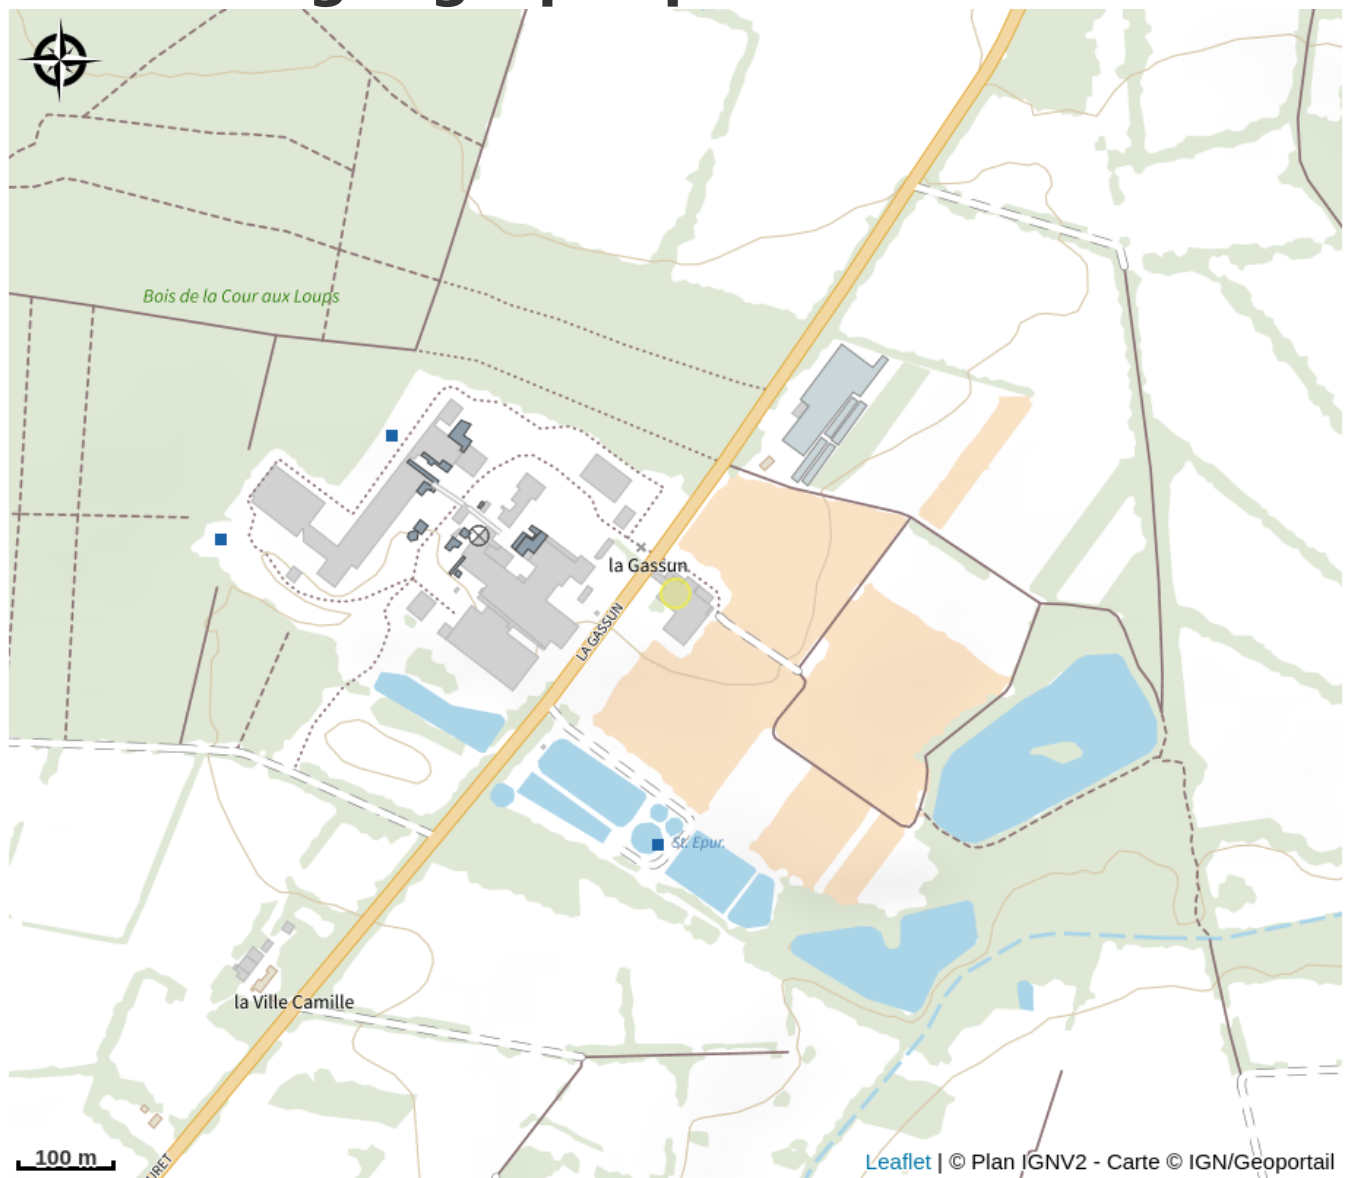 Bois de la Cour aux Loups
la Gassun
LA GASSUN
St. Epur.
la Ville Camille
100 m
Leaflet | © Plan IGNV2 - Carte © IGN/Geoportail